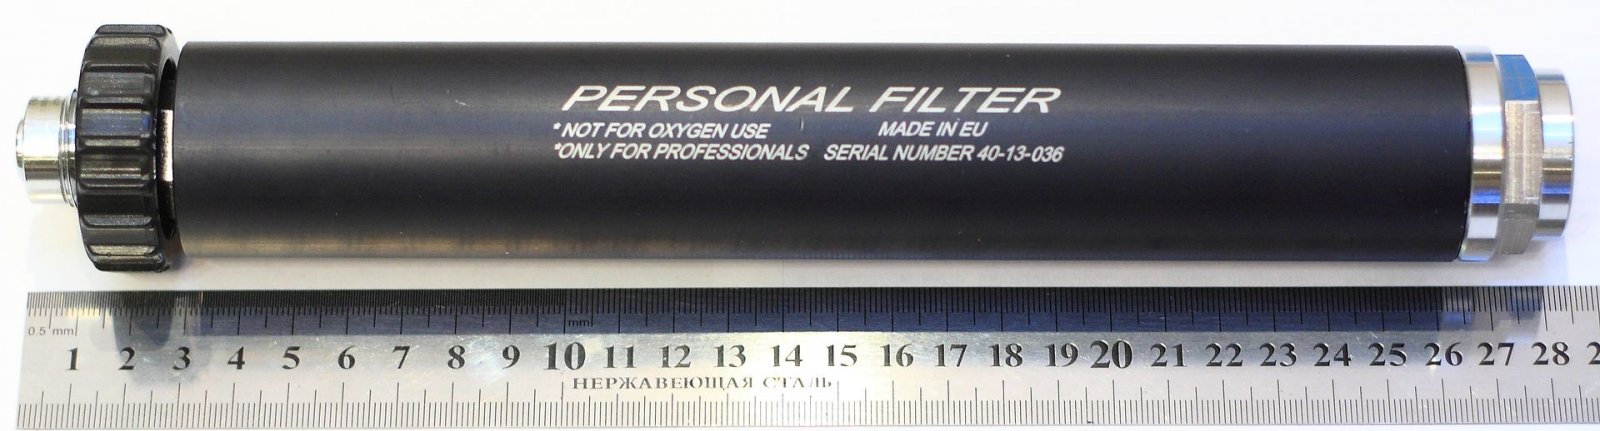 PERSONAL FILTER
*NOT FOR OXYGEN USE MADE IN EU
*ONLY FOR PROFESSIONALS SERIAL NUMBER 40-13-036
0.5 mm mm
1 2 3 4 5 6 7 8 9 10 11 12 13 14 15 16 17 18 19 20 21 22 23 24 25 26 27 28 2
НЕРЖАВЕЮЩАЯ СТАЛЬ